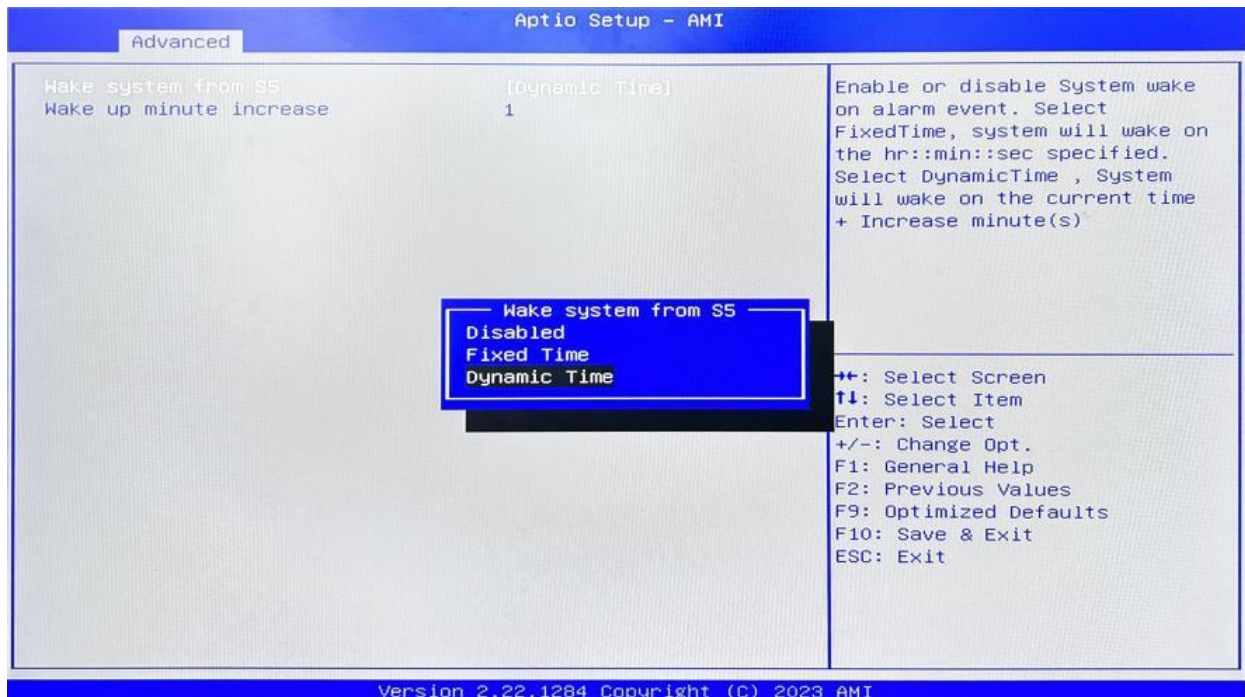 Aptio Setup – AMI
Advanced
Wake system from S5 [Dynamic Time]
Wake up minute increase 1
Enable or disable System wake
on alarm event. Select
FixedTime, system will wake on
the hr::min::sec specified.
Select DynamicTime , System
will wake on the current time
+ Increase minute(s)
Wake system from S5
Disabled
Fixed Time
Dynamic Time
→←: Select Screen
↑↓: Select Item
Enter: Select
+/-: Change Opt.
F1: General Help
F2: Previous Values
F9: Optimized Defaults
F10: Save & Exit
ESC: Exit
Version 2.22.1284 Copyright (C) 2023 AMI